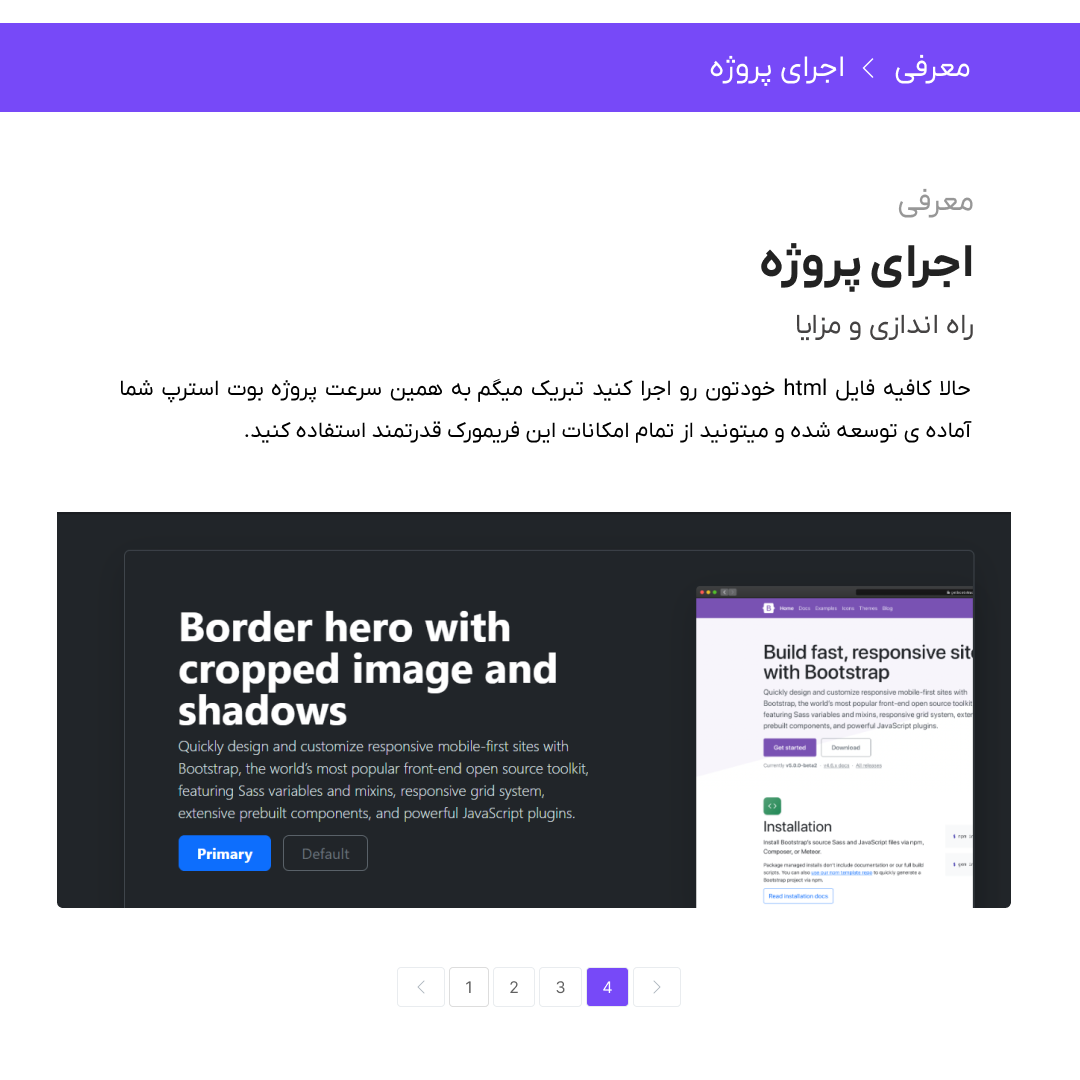 معرفی > اجرای پروژه
معرفی
اجرای پروژه
راه اندازی و مزایا
حالا کافیه فایل html خودتون رو اجرا کنید تبریک میگم به همین سرعت پروژه بوت استرپ شما
آماده ی توسعه شده و میتونید از تمام امکانات این فریمورک قدرتمند استفاده کنید.
Border hero with
cropped image and
shadows
Quickly design and customize responsive mobile-first sites with
Bootstrap, the world's most popular front-end open source toolkit,
featuring Sass variables and mixins, responsive grid system,
extensive prebuilt components, and powerful JavaScript plugins.
Primary Default
B Home Docs Examples Icons Themes Blog
Build fast, responsive site
with Bootstrap
Quickly design and customize responsive mobile-first sites with
Bootstrap, the world's most popular front-end open source toolkit
featuring Sass variables and mixins, responsive grid system, exter
prebuilt components, and powerful JavaScript plugins.
Get started Download
Currently v5.0.0-beta2 · v4.6.x docs · All releases
Installation
Install Bootstrap's source Sass and JavaScript files via npm,
Composer, or Meteor.
Package managed installs don't include documentation or our full build
scripts. You can also use our npm template repo to quickly generate a
Bootstrap project via npm.
Read installation docs
$ npm
$ gem
1 2 3 4